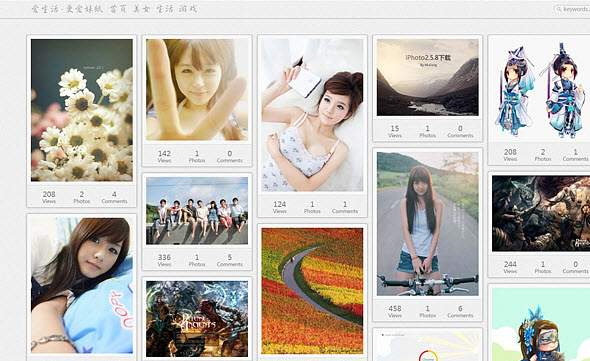 爱生活·更爱妹纸 首页 美女 生活 游戏
keywords.
208 2 4
Views Photos Comments
142 1 0
Views Photos Comments
336 1 5
Views Photos Comments
124 1 1
Views Photos Comments
iPhoto2.5.8下载
15 1 0
Views Photos Comments
458 1 6
Views Photos Comments
208 2 1
Views Photos Comments
244 1 0
Views Photos Comments